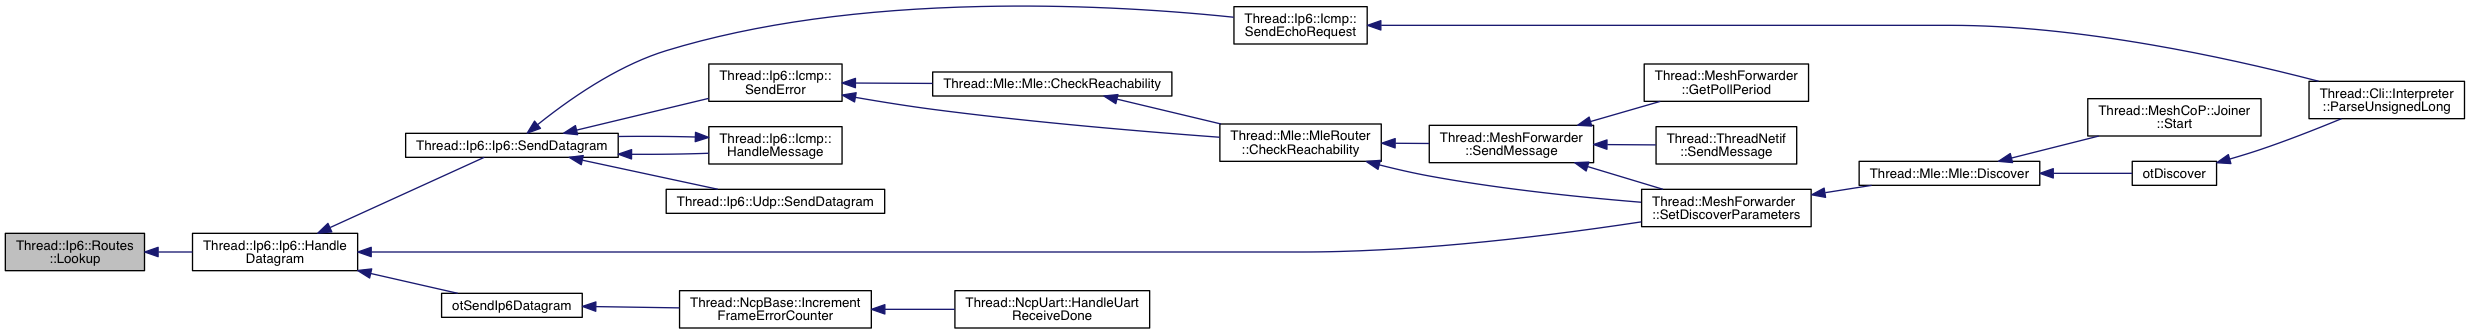 Thread::Ip6::Icmp::
SendEchoRequest
Thread::Ip6::Icmp::
SendError
Thread::Mle::Mle::CheckReachability
Thread::MeshForwarder
::GetPollPeriod
Thread::Cli::Interpreter
::ParseUnsignedLong
Thread::MeshCoP::Joiner
::Start
Thread::Ip6::Ip6::SendDatagram
Thread::Ip6::Icmp::
HandleMessage
Thread::Mle::MleRouter
::CheckReachability
Thread::MeshForwarder
::SendMessage
Thread::ThreadNetif
::SendMessage
Thread::Mle::Mle::Discover
otDiscover
Thread::Ip6::Udp::SendDatagram
Thread::MeshForwarder
::SetDiscoverParameters
Thread::Ip6::Routes
::Lookup
Thread::Ip6::Ip6::Handle
Datagram
otSendIp6Datagram
Thread::NcpBase::Increment
FrameErrorCounter
Thread::NcpUart::HandleUart
ReceiveDone